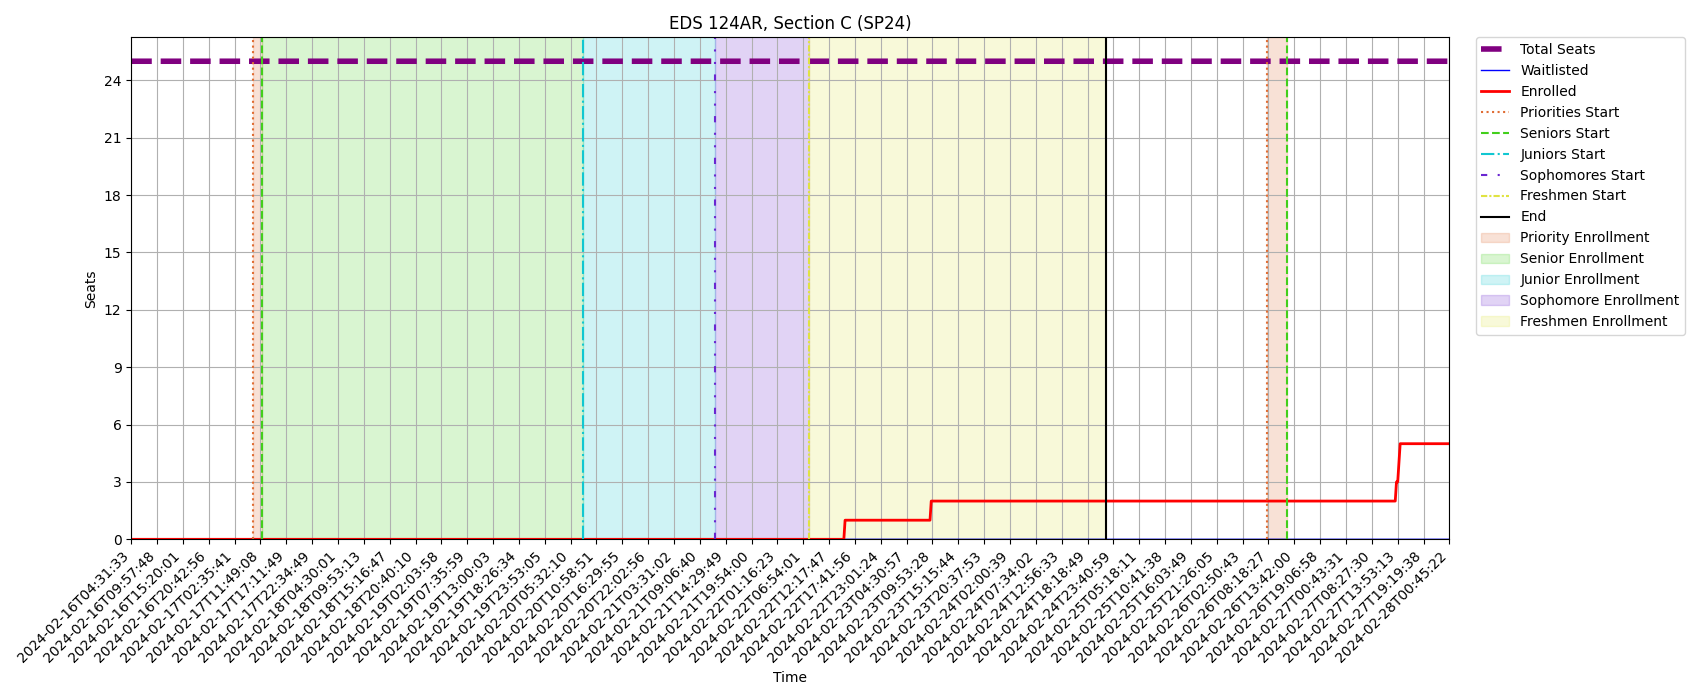 EDS 124AR, Section C (SP24)
Seats
24
21
18
15
12
9
6
3
0
2024-02-16T04:31:33
2024-02-16T09:57:48
2024-02-16T15:20:01
2024-02-16T20:42:56
2024-02-17T02:35:41
2024-02-17T11:49:08
2024-02-17T17:11:49
2024-02-17T22:34:49
2024-02-18T04:30:01
2024-02-18T09:53:13
2024-02-18T15:16:47
2024-02-18T20:40:10
2024-02-19T02:03:58
2024-02-19T07:35:59
2024-02-19T13:00:03
2024-02-19T18:26:34
2024-02-19T23:53:05
2024-02-20T05:32:10
2024-02-20T10:58:51
2024-02-20T16:29:55
2024-02-20T22:02:56
2024-02-21T03:31:02
2024-02-21T09:06:40
2024-02-21T14:29:49
2024-02-21T19:54:00
2024-02-22T01:16:23
2024-02-22T06:54:01
2024-02-22T12:17:47
2024-02-22T17:41:56
2024-02-22T23:01:24
2024-02-23T04:30:57
2024-02-23T09:53:28
2024-02-23T15:15:44
2024-02-23T20:37:53
2024-02-24T02:00:39
2024-02-24T07:34:02
2024-02-24T12:56:33
2024-02-24T18:18:49
2024-02-24T23:40:59
2024-02-25T05:18:11
2024-02-25T10:41:38
2024-02-25T16:03:49
2024-02-25T21:26:05
2024-02-26T02:50:43
2024-02-26T08:18:27
2024-02-26T13:42:00
2024-02-26T19:06:58
2024-02-27T00:43:31
2024-02-27T08:27:30
2024-02-27T13:53:13
2024-02-27T19:19:38
2024-02-28T00:45:22
Time
Total Seats
Waitlisted
Enrolled
Priorities Start
Seniors Start
Juniors Start
Sophomores Start
Freshmen Start
End
Priority Enrollment
Senior Enrollment
Junior Enrollment
Sophomore Enrollment
Freshmen Enrollment